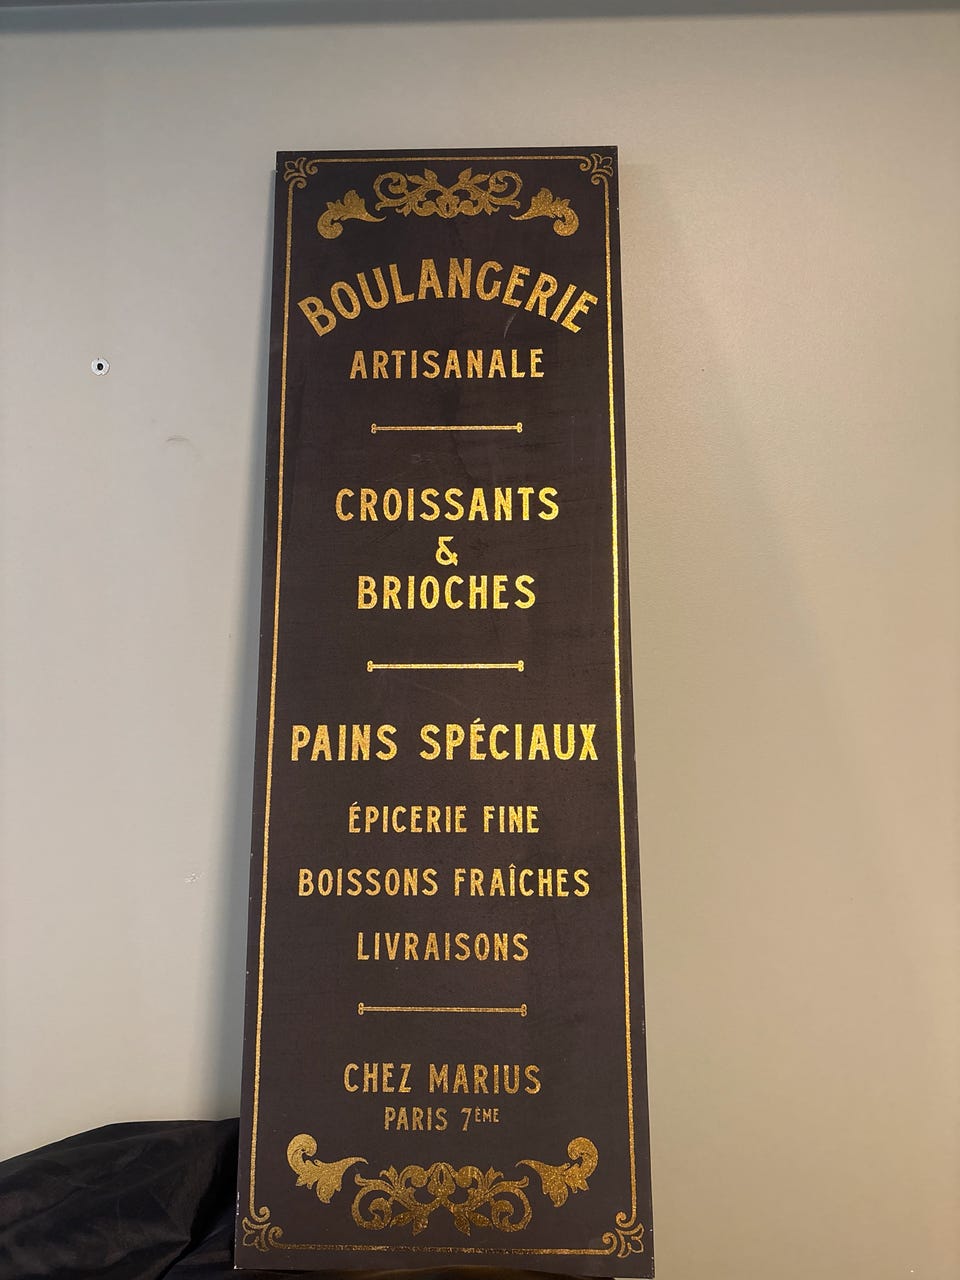 BOULANGERIE
ARTISANALE
CROISSANTS
&
BRIOCHES
PAINS SPÉCIAUX
ÉPICERIE FINE
BOISSONS FRAÎCHES
LIVRAISONS
CHEZ MARIUS
PARIS 7ÈME